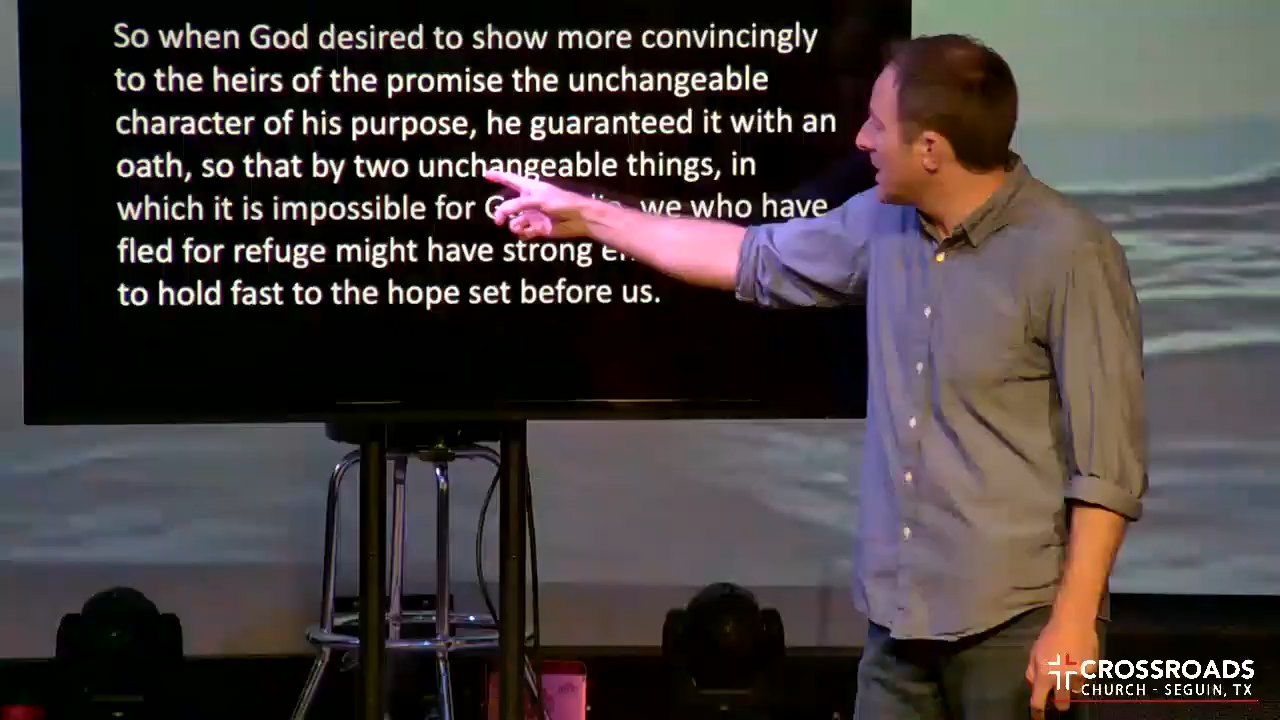 So when God desired to show more convincingly
to the heirs of the promise the unchangeable
character of his purpose, he guaranteed it with an
oath, so that by two unchangeable things, in
which it is impossible for we who have
fled for refuge might have strong
to hold fast to the hope set before us.
CROSSROADS
CHURCH - SEGUIN, TX